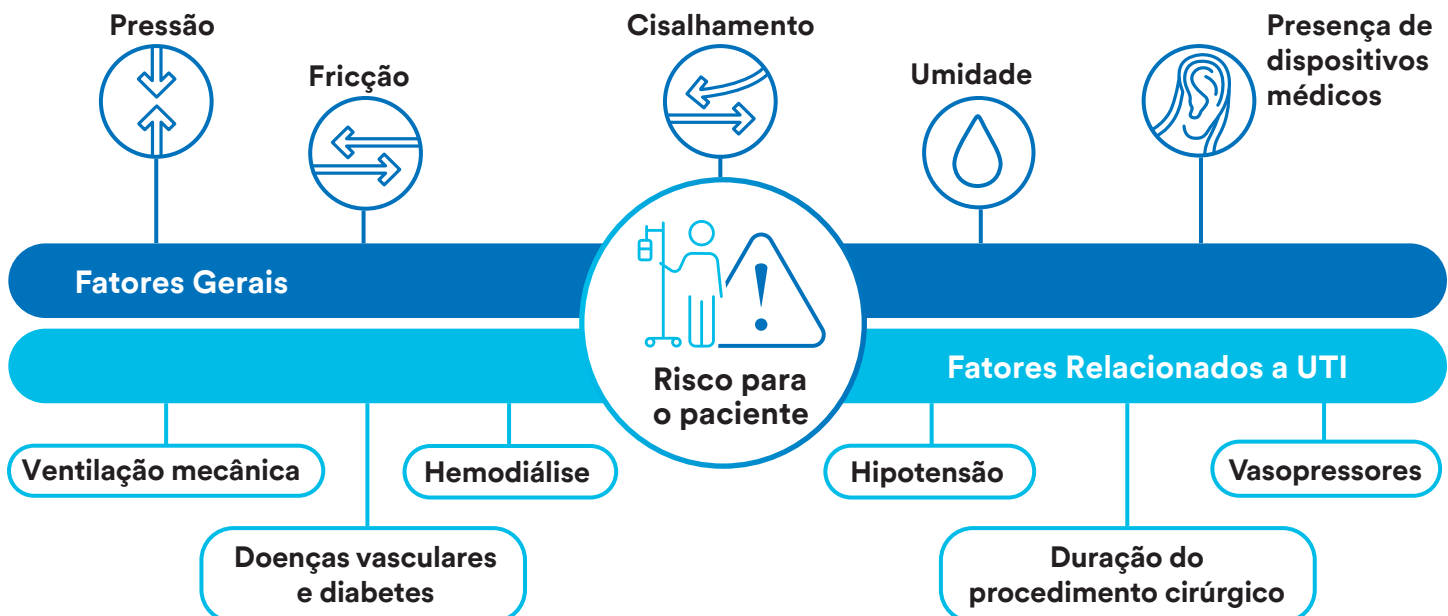 Pressão
Fricção
Cisalhamento
Umidade
Presença de
dispositivos
médicos
Fatores Gerais
Risco para
o paciente
Fatores Relacionados a UTI
Ventilação mecânica
Doenças vasculares
e diabetes
Hemodiálise
Hipotensão
Duração do
procedimento cirúrgico
Vasopressores